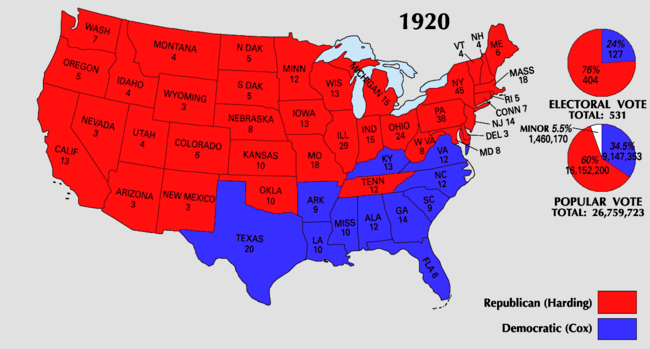 1920
WASH
7
OREGON
5
CALIF
13
NEVADA
3
IDAHO
4
MONTANA
4
WYOMING
3
UTAH
4
ARIZONA
3
COLORADO
6
NEW MEXICO
3
N DAK
5
S DAK
5
NEBRASKA
8
KANSAS
10
OKLA
10
TEXAS
20
MINN
12
IOWA
13
MO
18
ARK
9
LA
10
WIS
13
ILL
29
MICHIGAN 15
IND
15
OHIO
24
KY
13
TENN
12
MISS
10
ALA
12
GA
14
FLA 6
SC
9
NC
12
VA
12
W VA
8
PA
38
NY
45
VT
4
NH
4
ME
6
MASS
18
RI 5
CONN 7
NJ 14
DEL 3
MD 8
24%
127
76%
404
ELECTORAL VOTE
TOTAL: 531
MINOR 5.5%
1,460,170
34.5%
9,147,353
60%
16,152,200
POPULAR VOTE
TOTAL: 26,759,723
Republican (Harding)
Democratic (Cox)